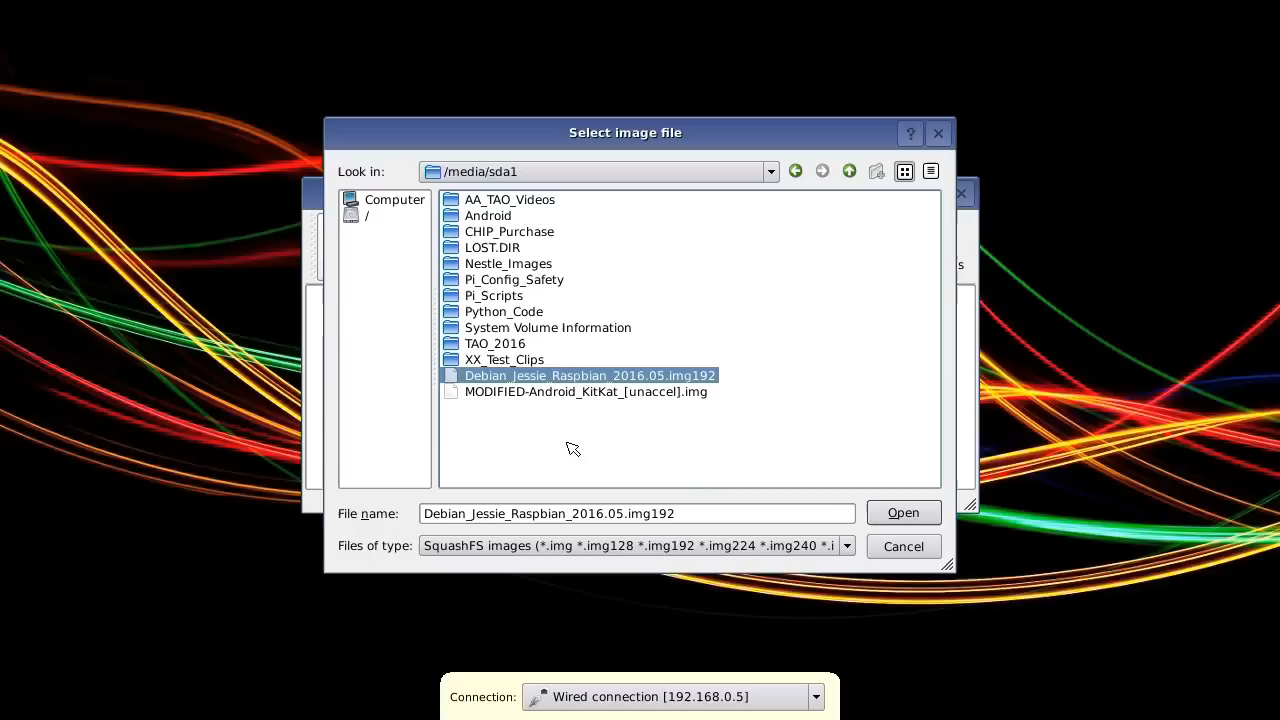 Select image file
Look in: /media/sda1
Computer
/
AA_TAO_Videos
Android
CHIP_Purchase
LOST.DIR
Nestle_Images
Pi_Config_Safety
Pi_Scripts
Python_Code
System Volume Information
TAO_2016
XX_Test_Clips
Debian_Jessie_Raspbian_2016.05.img192
MODIFIED-Android_KitKat_[unaccel].img
s
File name: Debian_Jessie_Raspbian_2016.05.img192 Open
Files of type: SquashFS images (*.img *.img128 *.img192 *.img224 *.img240 *.i Cancel
Connection: Wired connection [192.168.0.5]